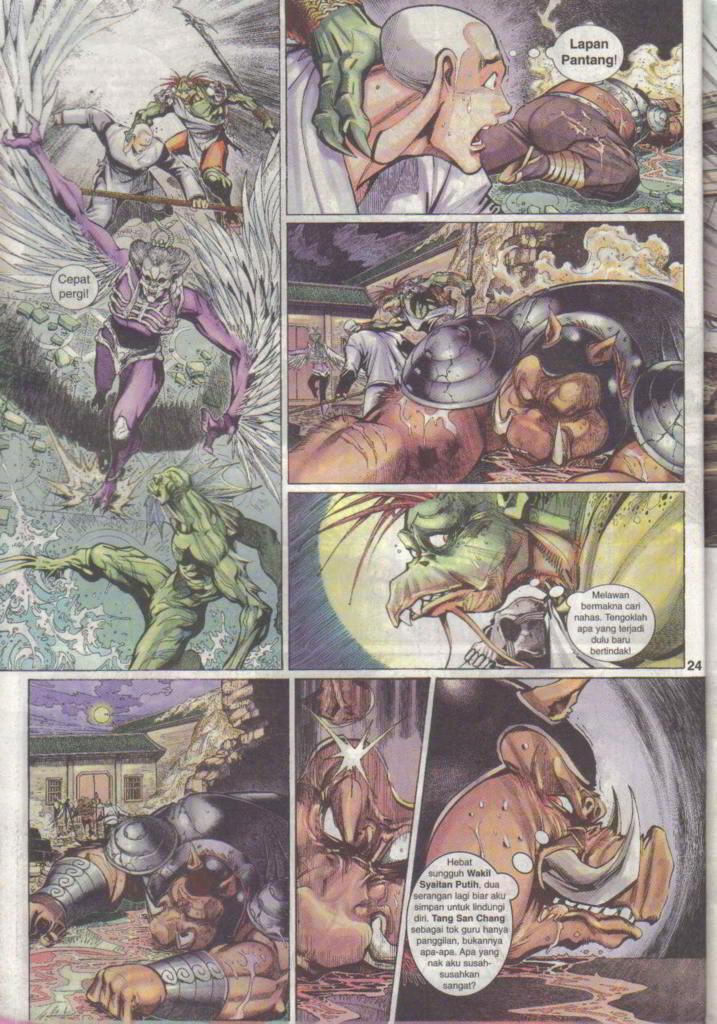 Cepat
pergi!
Lapan
Pantang!
Melawan
bermakna cari
nahas. Tengoklah
apa yang terjadi
dulu baru
bertindak!
24
Hebat
sungguh Wakil
Syaitan Putih, dua
serangan lagi biar aku
simpan untuk lindungi
diri. Tang San Chang
sebagai tok guru hanya
panggilan, bukannya
apa-apa. Apa yang
nak aku susah-
susahkan
sangat?